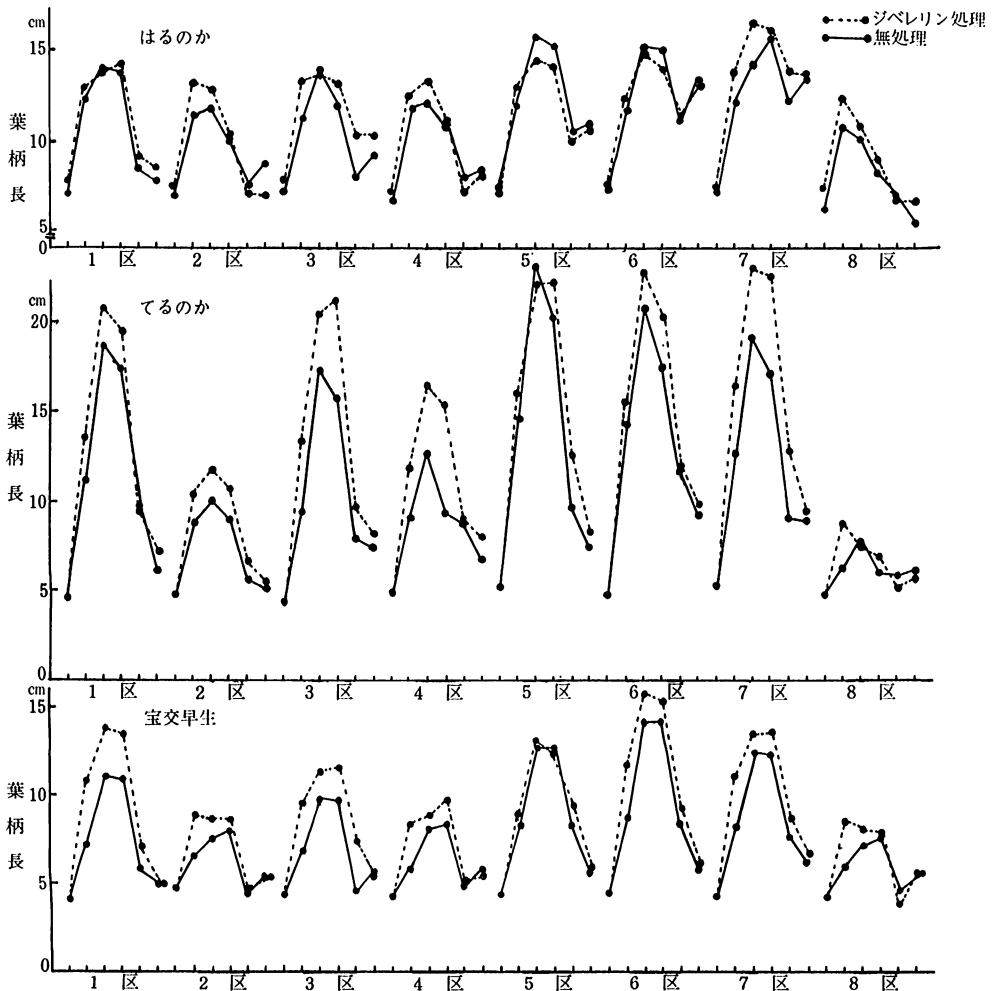 cm
ジベレリン処理
無処理
はるのか
15
10
5
0
葉柄長
1区 2区 3区 4区 5区 6区 7区 8区
cm
てるのか
20
15
10
5
0
葉柄長
1区 2区 3区 4区 5区 6区 7区 8区
cm
宝交早生
15
10
5
0
葉柄長
1区 2区 3区 4区 5区 6区 7区 8区